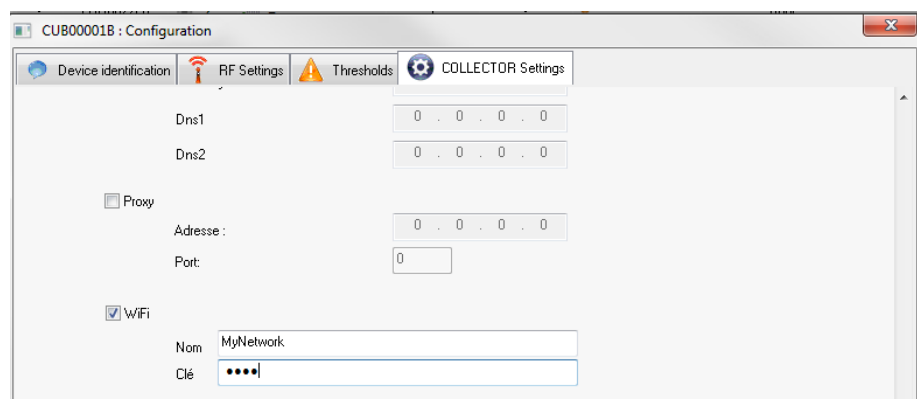 CUB00001B : Configuration
Device identification RF Settings Thresholds COLLECTOR Settings
Dns1 0 . 0 . 0 . 0
Dns2 0 . 0 . 0 . 0
Proxy
Adresse : 0 . 0 . 0 . 0
Port: 0
WiFi
Nom MyNetwork
Clé ••••